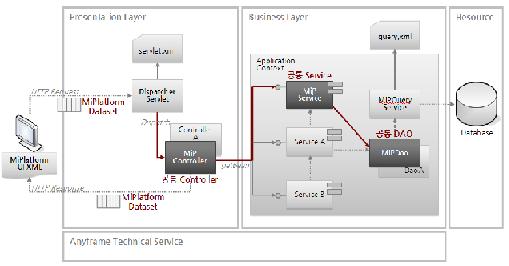 Presentation Layer
Business Layer
Resource
servlet.xml
query.xml
Application
Context
공통 Service
HTTP Request
Dispatcher
Servlet
MiP
Service
MiPQuery
Service
MiPlatform
Dataset
Dispatch
Controller
A
공통 DAO
Database
Service A
MiPDao
MiPlatform
UI XML
MiP
Controller
Dao A
공통 Controller
HTTP Response
MiPlatform
Dataset
Service B
Anyframe Technical Service